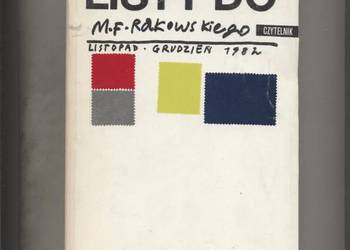 LISTY DO
M.F. Rakowskiego
CZYTELNIK
LISTOPAD - GRUDZIEŃ 1982